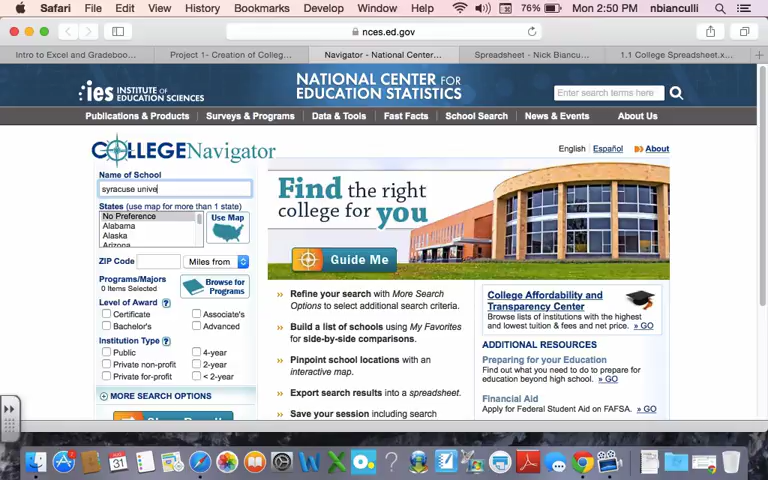 Safari File Edit View History Bookmarks Develop Window Help 76% Mon 2:50 PM nbianculli
nces.ed.gov
Intro to Excel and Gradeboo... Project 1- Creation of Colleg... Navigator - National Center... Spreadsheet - Nick Biancu... 1.1 College Spreadsheet.x...
ies INSTITUTE of EDUCATION SCIENCES
NATIONAL CENTER FOR
EDUCATION STATISTICS
Enter search terms here
Publications & Products Surveys & Programs Data & Tools Fast Facts School Search News & Events About Us
COLLEGE Navigator
English Español About
Name of School
syracuse unive
States (use map for more than 1 state)
No Preference
Alabama
Alaska
Arizona
Use Map
ZIP Code Miles from
Programs/Majors
0 Items Selected
Browse for Programs
Level of Award ?
Certificate Associate's
Bachelor's Advanced
Institution Type ?
Public 4-year
Private non-profit 2-year
Private for-profit < 2-year
MORE SEARCH OPTIONS
Find the right
college for you
Guide Me
Refine your search with More Search
Options to select additional search criteria.
Build a list of schools using My Favorites
for side-by-side comparisons.
Pinpoint school locations with an
interactive map.
Export search results into a spreadsheet.
Save your session including search
College Affordability and
Transparency Center
Browse lists of institutions with the highest
and lowest tuition & fees and net price. » GO
ADDITIONAL RESOURCES
Preparing for your Education
Find out what you need to do to prepare for
education beyond high school. » GO
Financial Aid
Apply for Federal Student Aid on FAFSA. » GO
31